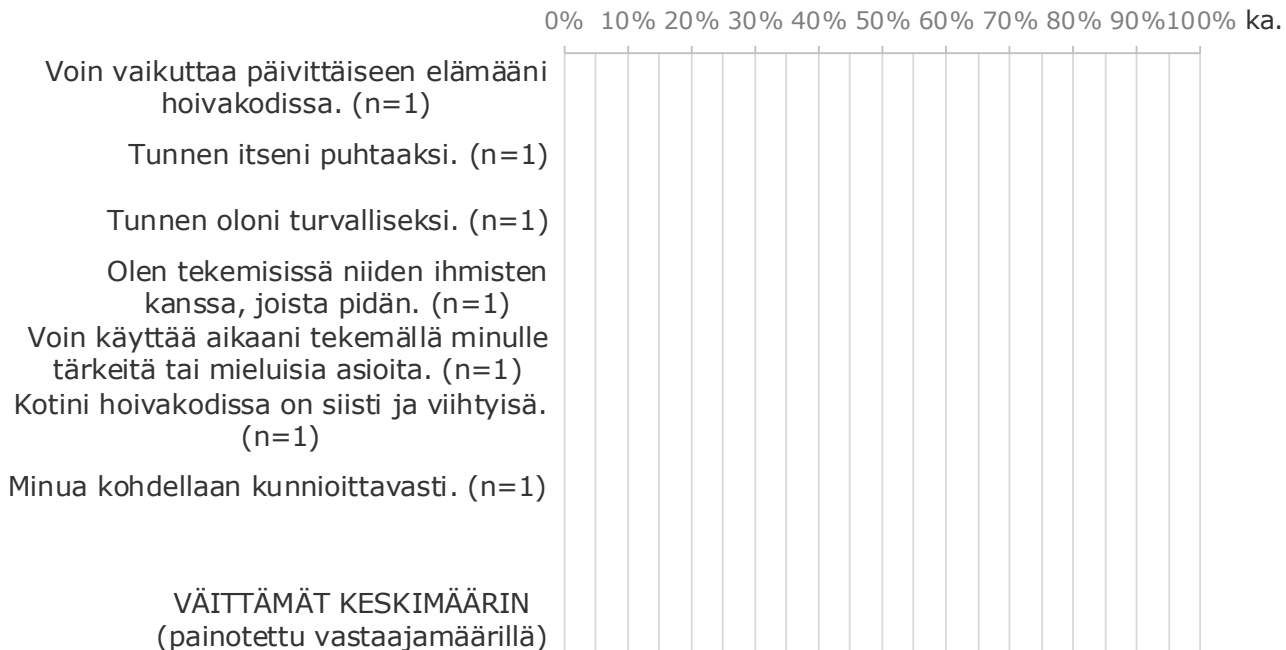 0% 10% 20% 30% 40% 50% 60% 70% 80% 90% 100% ka.
Voin vaikuttaa päivittäiseen elämääni
hoivakodissa. (n=1)
Tunnen itseni puhtaaksi. (n=1)
Tunnen oloni turvalliseksi. (n=1)
Olen tekemisissä niiden ihmisten
kanssa, joista pidän. (n=1)
Voin käyttää aikaani tekemällä minulle
tärkeitä tai mieluisia asioita. (n=1)
Kotini hoivakodissa on siisti ja viihtyisä.
(n=1)
Minua kohdellaan kunnioittavasti. (n=1)
VÄITTÄMÄT KESKIMÄÄRIN
(painotettu vastaajamäärillä)